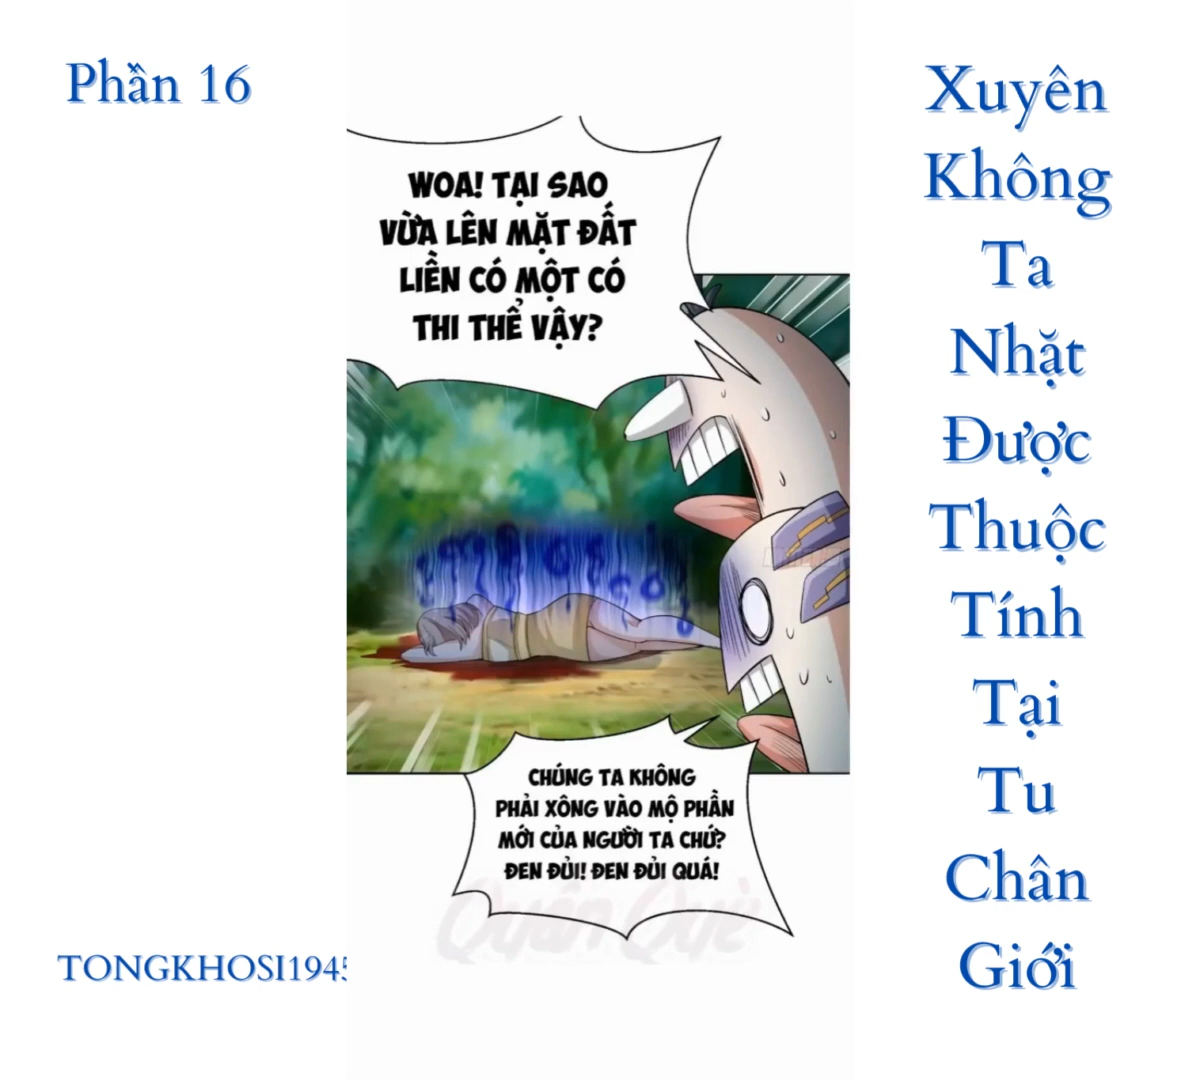 Phần 16
WOA! TẠI SAO
VỪA LÊN MẶT ĐẤT
LIỀN CÓ MỘT CÓ
THI THỂ VẬY?
CHÚNG TA KHÔNG
PHẢI XÔNG VÀO MỘ PHẦN
MỚI CỦA NGƯỜI TA CHỨ?
ĐEN ĐỦI! ĐEN ĐỦI QUÁ!
Quân Què
TONGKHOSI1945
Xuyên
Không
Ta
Nhặt
Được
Thuộc
Tính
Tại
Tu
Chân
Giới